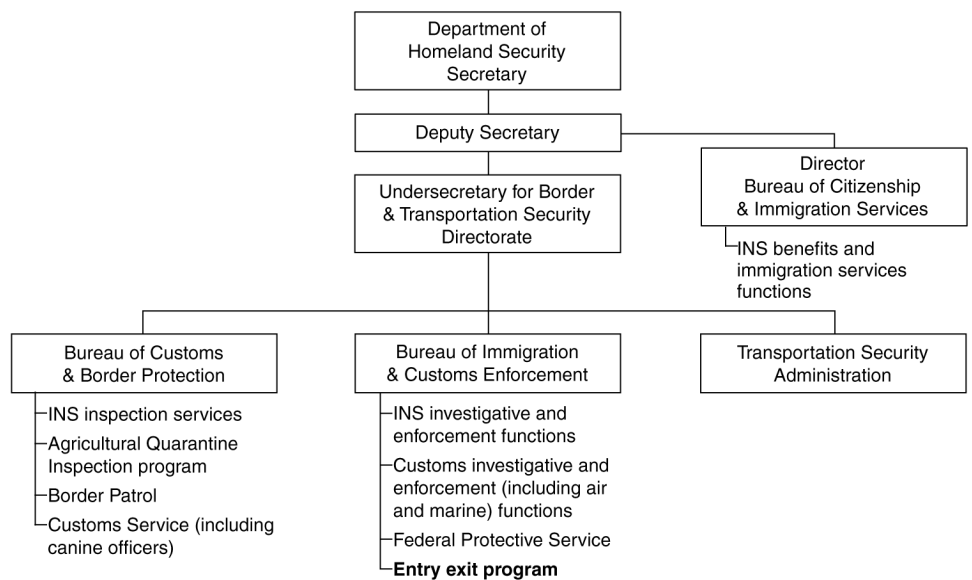 Department of
Homeland Security
Secretary
Deputy Secretary
Director
Bureau of Citizenship
& Immigration Services
Undersecretary for Border
& Transportation Security
Directorate
INS benefits and
immigration services
functions
Bureau of Customs
& Border Protection
INS inspection services
Agricultural Quarantine
Inspection program
Border Patrol
Customs Service (including
canine officers)
Bureau of Immigration
& Customs Enforcement
INS investigative and
enforcement functions
Customs investigative and
enforcement (including air
and marine) functions
Federal Protective Service
Entry exit program
Transportation Security
Administration